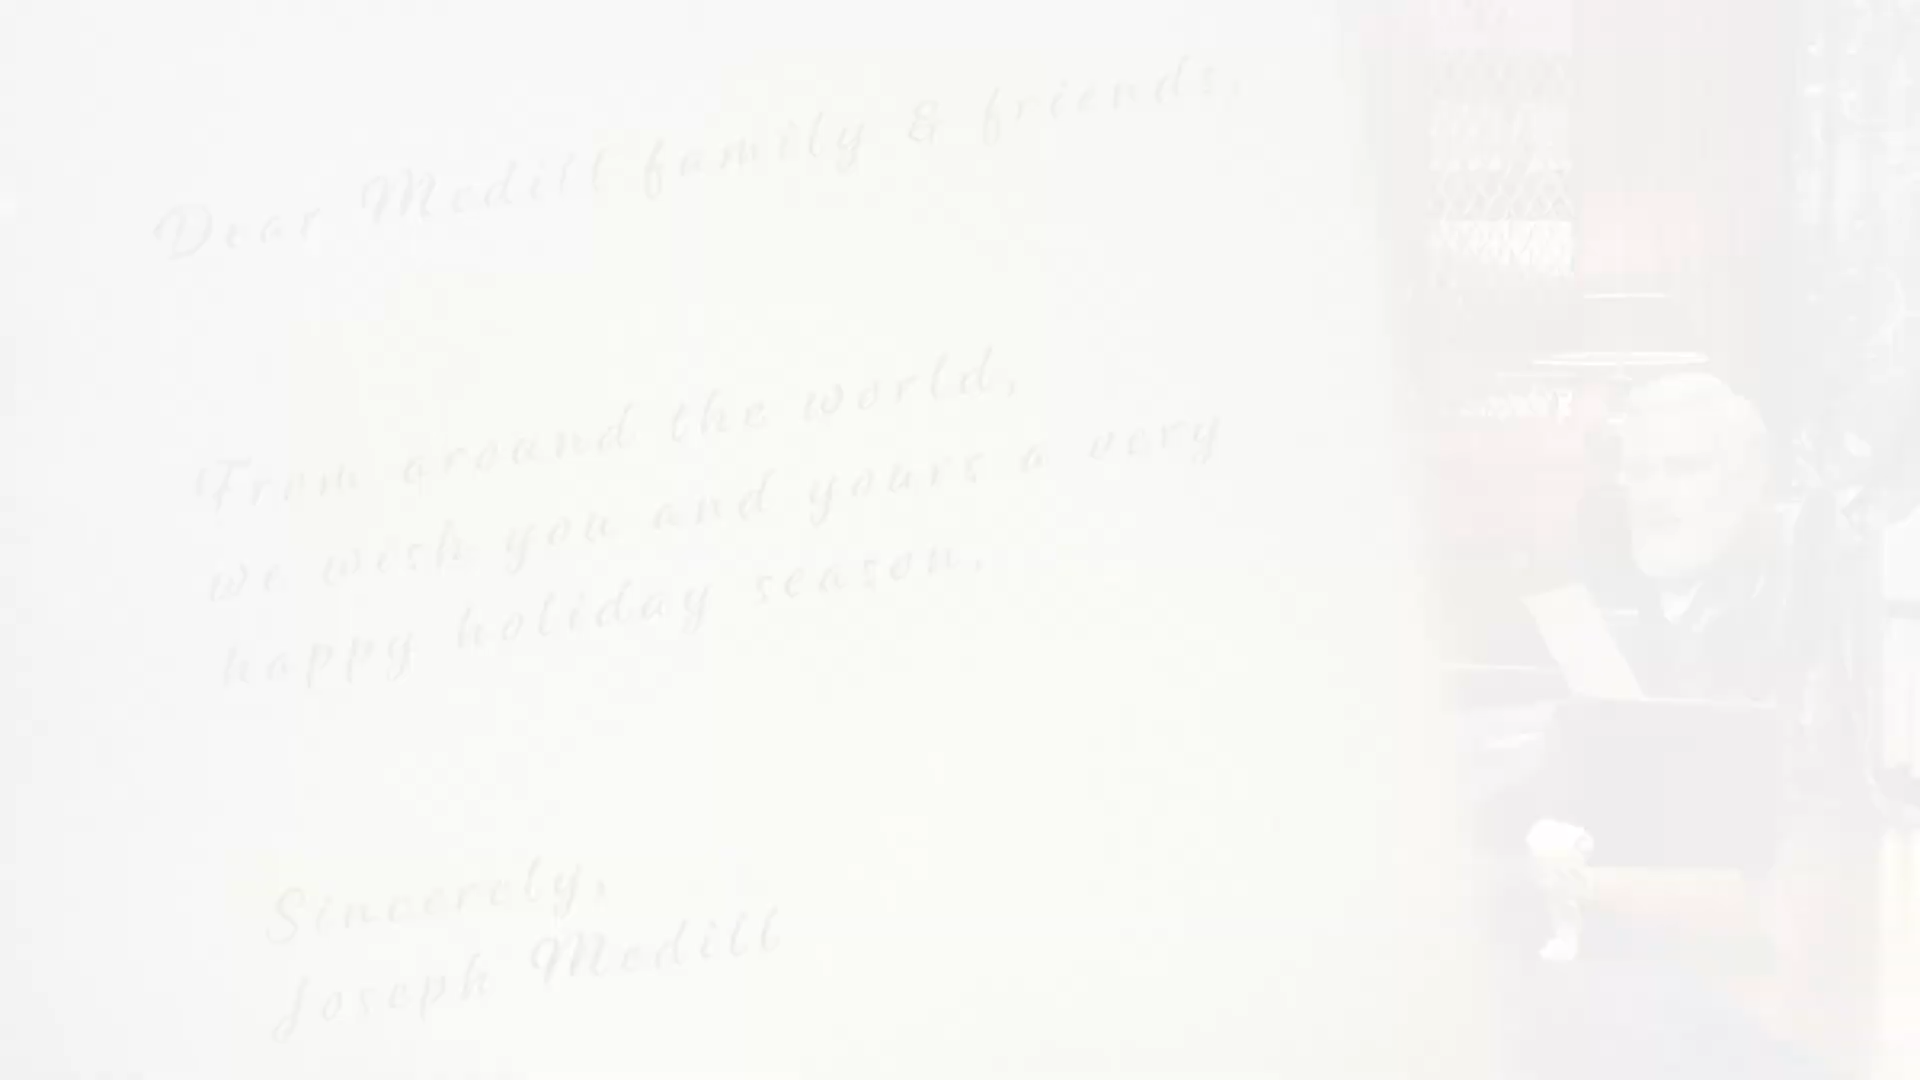 Dear Medill family & friends,
From around the world,
we wish you and yours a very
happy holiday season.
Sincerely,
Joseph Medill